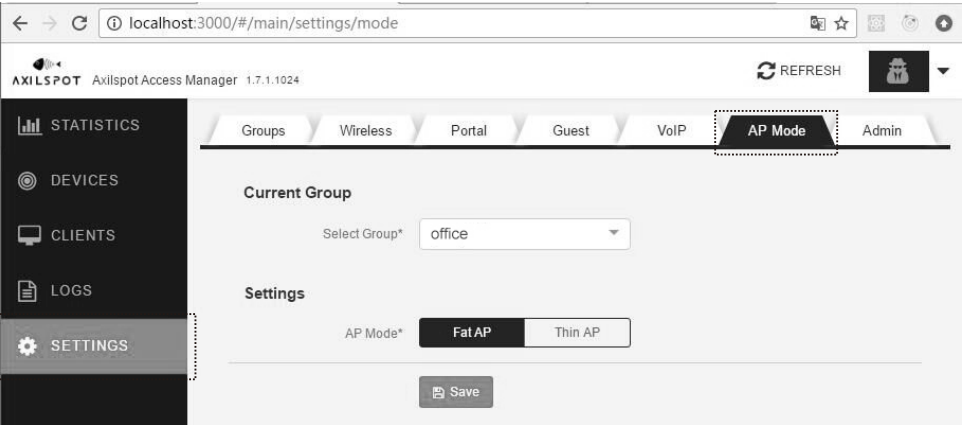 localhost:3000/#/main/settings/mode
AXILSPOT Axilspot Access Manager 1.7.1.1024
REFRESH
STATISTICS
DEVICES
CLIENTS
LOGS
SETTINGS
Groups Wireless Portal Guest VoIP AP Mode Admin
Current Group
Select Group* office
Settings
AP Mode* Fat AP Thin AP
Save